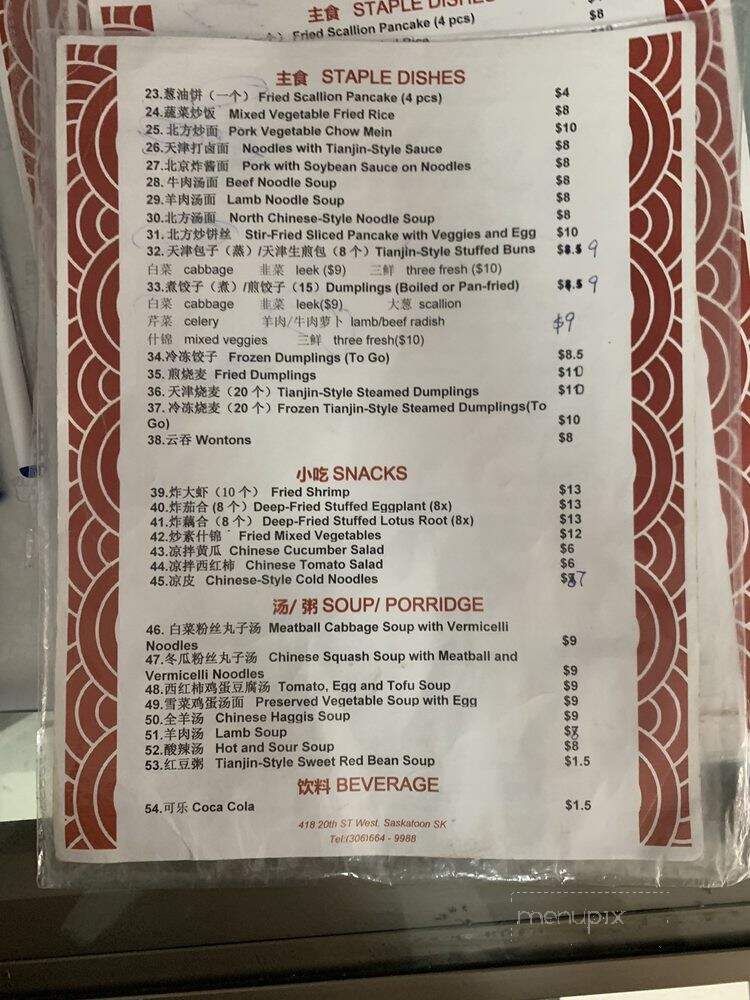 主食 STAPLE DISHES
Fried Scallion Pancake (4 pcs) $8
主食 STAPLE DISHES
23.葱油饼（一个）Fried Scallion Pancake (4 pcs) $4
24.蔬菜炒饭 Mixed Vegetable Fried Rice $8
25. 北方炒面 Pork Vegetable Chow Mein $10
26.天津打卤面 Noodles with Tianjin-Style Sauce $8
27.北京炸酱面 Pork with Soybean Sauce on Noodles $8
28. 牛肉汤面 Beef Noodle Soup $8
29.羊肉汤面 Lamb Noodle Soup $8
30.北方汤面 North Chinese-Style Noodle Soup $8
31. 北方炒饼丝 Stir-Fried Sliced Pancake with Veggies and Egg $10
32. 天津包子（蒸）/天津生煎包（8 个）Tianjin-Style Stuffed Buns 9
白菜 cabbage 韭菜 leek ($9) 三鲜 three fresh ($10)
33.煮饺子（煮）/煎饺子（15）Dumplings (Boiled or Pan-fried) 9
白菜 cabbage 韭菜 leek($9) 大葱 scallion
芹菜 celery 羊肉/牛肉萝卜 lamb/beef radish $9
什锦 mixed veggies 三鲜 three fresh($10)
34.冷冻饺子 Frozen Dumplings (To Go) $8.5
35. 煎烧麦 Fried Dumplings $10
36. 天津烧麦（20 个）Tianjin-Style Steamed Dumplings $10
37. 冷冻烧麦（20 个）Frozen Tianjin-Style Steamed Dumplings(To
Go) $10
38.云吞 Wontons $8
小吃 SNACKS
39.炸大虾（10 个） Fried Shrimp $13
40.炸茄合 (8 个) Deep-Fried Stuffed Eggplant (8x) $13
41.炸藕合（8 个） Deep-Fried Stuffed Lotus Root (8x) $13
42.炒素什锦 Fried Mixed Vegetables $12
43.凉拌黄瓜 Chinese Cucumber Salad $6
44.凉拌西红柿 Chinese Tomato Salad $6
45.凉皮 Chinese-Style Cold Noodles 7
汤/ 粥 SOUP/ PORRIDGE
46. 白菜粉丝丸子汤 Meatball Cabbage Soup with Vermicelli
Noodles $9
47.冬瓜粉丝丸子汤 Chinese Squash Soup with Meatball and
Vermicelli Noodles $9
48.西红柿鸡蛋豆腐汤 Tomato, Egg and Tofu Soup $9
49.雪菜鸡蛋汤面 Preserved Vegetable Soup with Egg $9
50.全羊汤 Chinese Haggis Soup $9
51.羊肉汤 Lamb Soup
52.酸辣汤 Hot and Sour Soup $8
53.红豆粥 Tianjin-Style Sweet Red Bean Soup $1.5
饮料 BEVERAGE
54.可乐 Coca Cola $1.5
418 20th ST West, Saskatoon SK
Tel:(306)664 - 9988
menupix